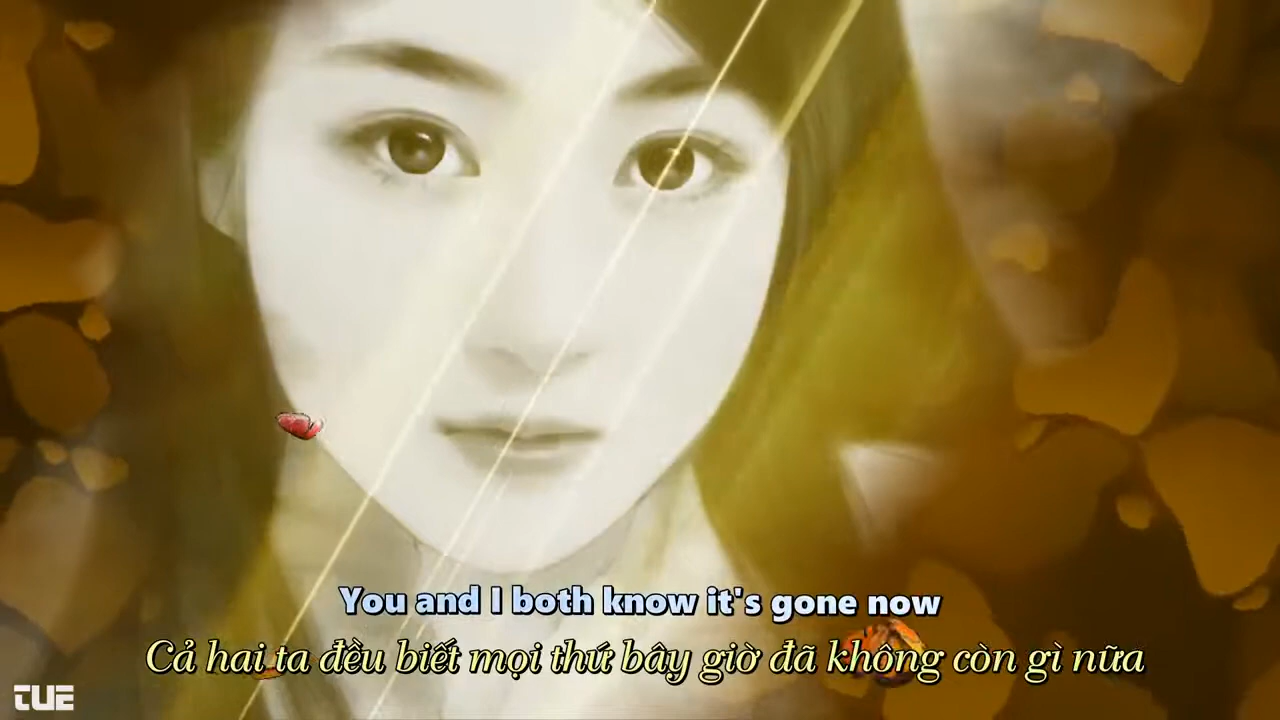 You and I both know it's gone now
Cả hai ta đều biết mọi thứ bây giờ đã không còn gì nữa
TUE